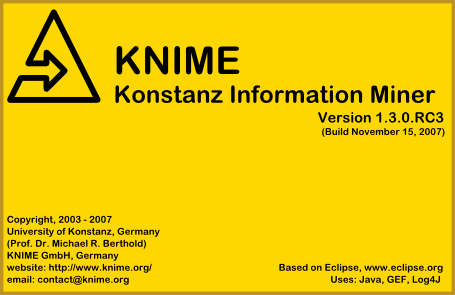 KNIME
Konstanz Information Miner
Version 1.3.0.RC3
(Build November 15, 2007)
Copyright, 2003 - 2007
University of Konstanz, Germany
(Prof. Dr. Michael R. Berthold)
KNIME GmbH, Germany
website: http://www.knime.org/
email: contact@knime.org
Based on Eclipse, www.eclipse.org
Uses: Java, GEF, Log4J